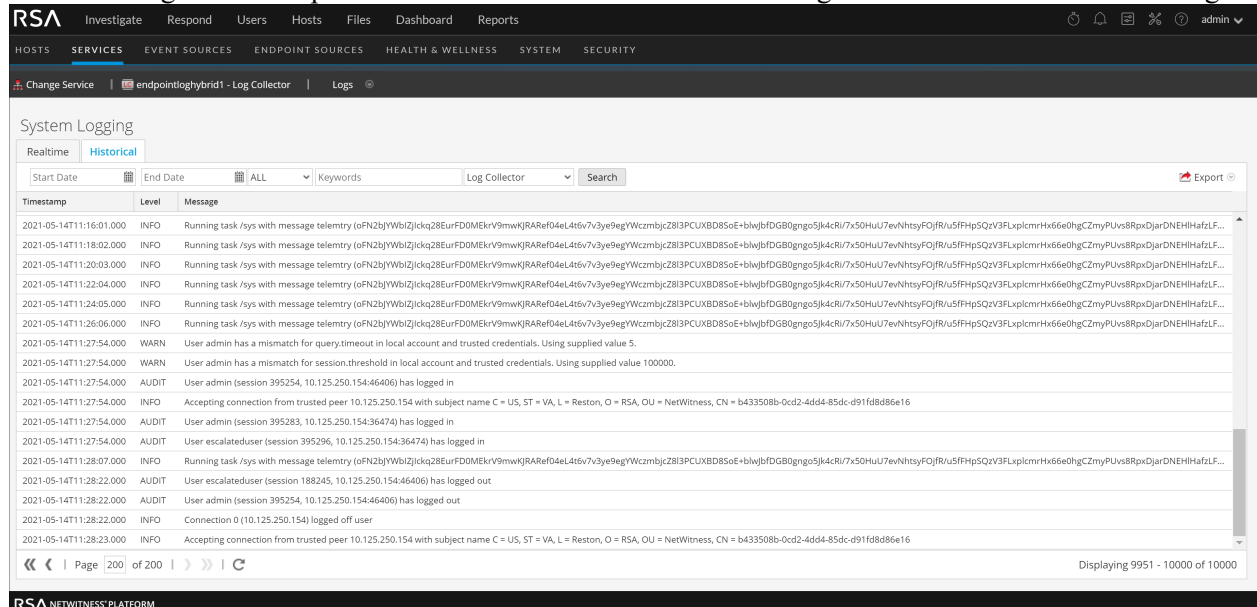 RSA Investigate Respond Users Hosts Files Dashboard Reports admin
HOSTS SERVICES EVENT SOURCES ENDPOINT SOURCES HEALTH & WELLNESS SYSTEM SECURITY
Change Service | LC endpointloghybrid1 - Log Collector | Logs
System Logging
Realtime Historical
Start Date End Date ALL Keywords Log Collector Search Export
Timestamp Level Message
2021-05-14T11:16:01.000 INFO Running task /sys with message telemtry
2021-05-14T11:18:02.000 INFO Running task /sys with message telemtry
2021-05-14T11:20:03.000 INFO Running task /sys with message telemtry
2021-05-14T11:22:04.000 INFO Running task /sys with message telemtry
2021-05-14T11:24:05.000 INFO Running task /sys with message telemtry
2021-05-14T11:26:06.000 INFO Running task /sys with message telemtry
2021-05-14T11:27:54.000 WARN User admin has a mismatch for query.timeout in local account and trusted credentials. Using supplied value 5.
2021-05-14T11:27:54.000 WARN User admin has a mismatch for session.threshold in local account and trusted credentials. Using supplied value 100000.
2021-05-14T11:27:54.000 AUDIT User admin (session 395254, 10.125.250.154:46406) has logged in
2021-05-14T11:27:54.000 INFO Accepting connection from trusted peer 10.125.250.154 with subject name C = US, ST = VA, L = Reston, O = RSA, OU = NetWitness, CN = b433508b-0cd2-4dd4-85dc-d91fd8d86e16
2021-05-14T11:27:54.000 AUDIT User admin (session 395283, 10.125.250.154:36474) has logged in
2021-05-14T11:27:54.000 AUDIT User escalateduser (session 395296, 10.125.250.154:36474) has logged in
2021-05-14T11:28:07.000 INFO Running task /sys with message telemtry
2021-05-14T11:28:22.000 AUDIT User escalateduser (session 188245, 10.125.250.154:46406) has logged out
2021-05-14T11:28:22.000 AUDIT User admin (session 395254, 10.125.250.154:46406) has logged out
2021-05-14T11:28:22.000 INFO Connection 0 (10.125.250.154) logged off user
2021-05-14T11:28:23.000 INFO Accepting connection from trusted peer 10.125.250.154 with subject name C = US, ST = VA, L = Reston, O = RSA, OU = NetWitness, CN = b433508b-0cd2-4dd4-85dc-d91fd8d86e16
Page 200 of 200 Displaying 9951 - 10000 of 10000
RSA NETWITNESS® PLATFORM